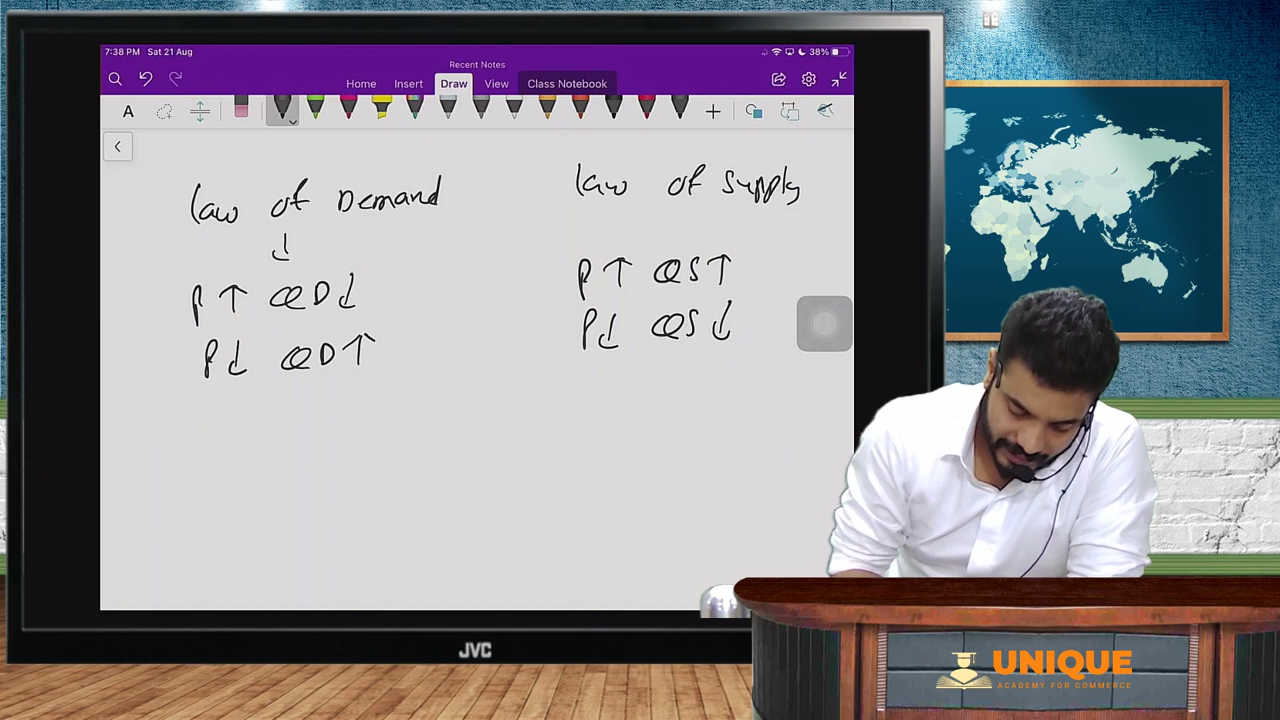 7:38 PM Sat 21 Aug
38%
Recent Notes
Home Insert Draw View Class Notebook
A
Law of Demand
↓
P ↑ QD ↓
P ↓ QD ↑
Law of Supply
P ↑ QS ↑
P ↓ QS ↓
JVC
UNIQUE
ACADEMY FOR COMMERCE